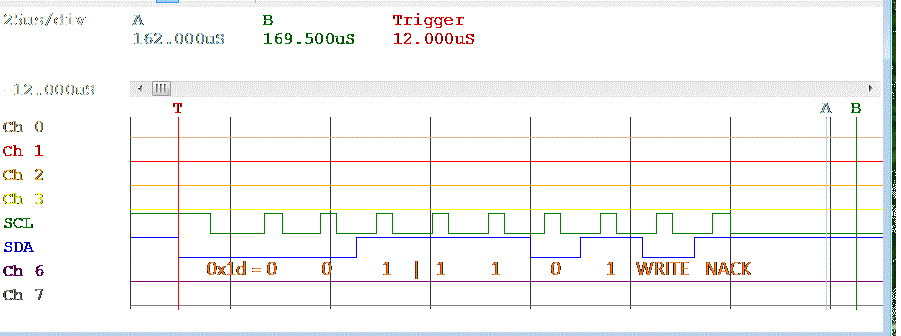 25us/div A B Trigger
162.000uS 169.500uS 12.000uS
-12.000uS
T A B
Ch 0
Ch 1
Ch 2
Ch 3
SCL
SDA
Ch 6 0x1d = 0 0 1 | 1 1 0 1 WRITE NACK
Ch 7